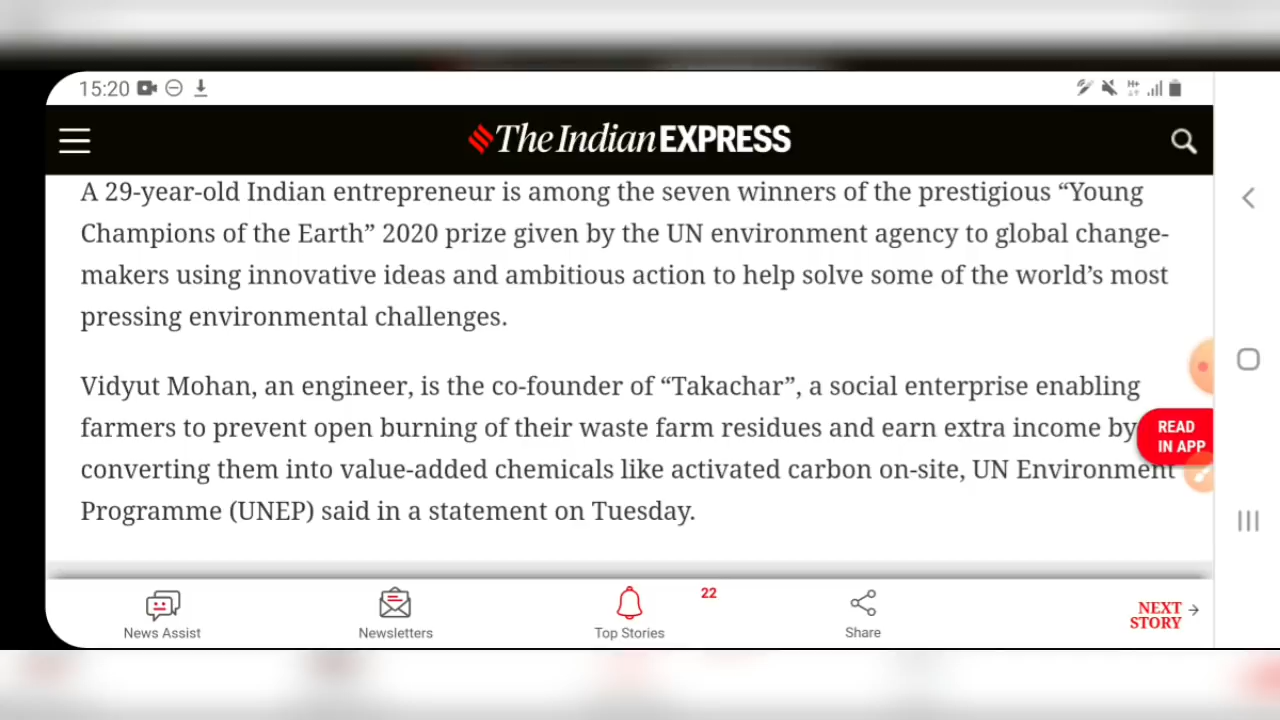 15:20
The Indian EXPRESS
A 29-year-old Indian entrepreneur is among the seven winners of the prestigious “Young
Champions of the Earth” 2020 prize given by the UN environment agency to global change-
makers using innovative ideas and ambitious action to help solve some of the world’s most
pressing environmental challenges.
Vidyut Mohan, an engineer, is the co-founder of “Takachar”, a social enterprise enabling
farmers to prevent open burning of their waste farm residues and earn extra income by
converting them into value-added chemicals like activated carbon on-site, UN Environment
Programme (UNEP) said in a statement on Tuesday.
READ
IN APP
News Assist
Newsletters
22
Top Stories
Share
NEXT
STORY